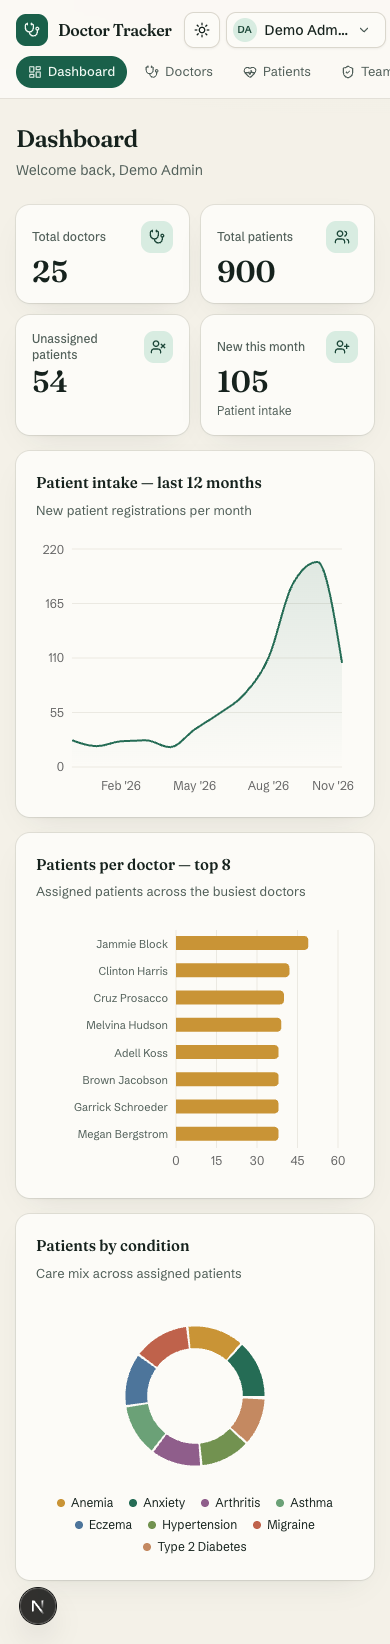 Doctor Tracker
DA Demo Adm...
Dashboard Doctors Patients Team
Dashboard
Welcome back, Demo Admin
Total doctors
25
Total patients
900
Unassigned
patients
54
New this month
105
Patient intake
Patient intake — last 12 months
New patient registrations per month
220
165
110
55
0
Feb '26 May '26 Aug '26 Nov '26
Patients per doctor — top 8
Assigned patients across the busiest doctors
Jammie Block
Clinton Harris
Cruz Prosacco
Melvina Hudson
Adell Koss
Brown Jacobson
Garrick Schroeder
Megan Bergstrom
0 15 30 45 60
Patients by condition
Care mix across assigned patients
Anemia Anxiety Arthritis Asthma
Eczema Hypertension Migraine
Type 2 Diabetes
N